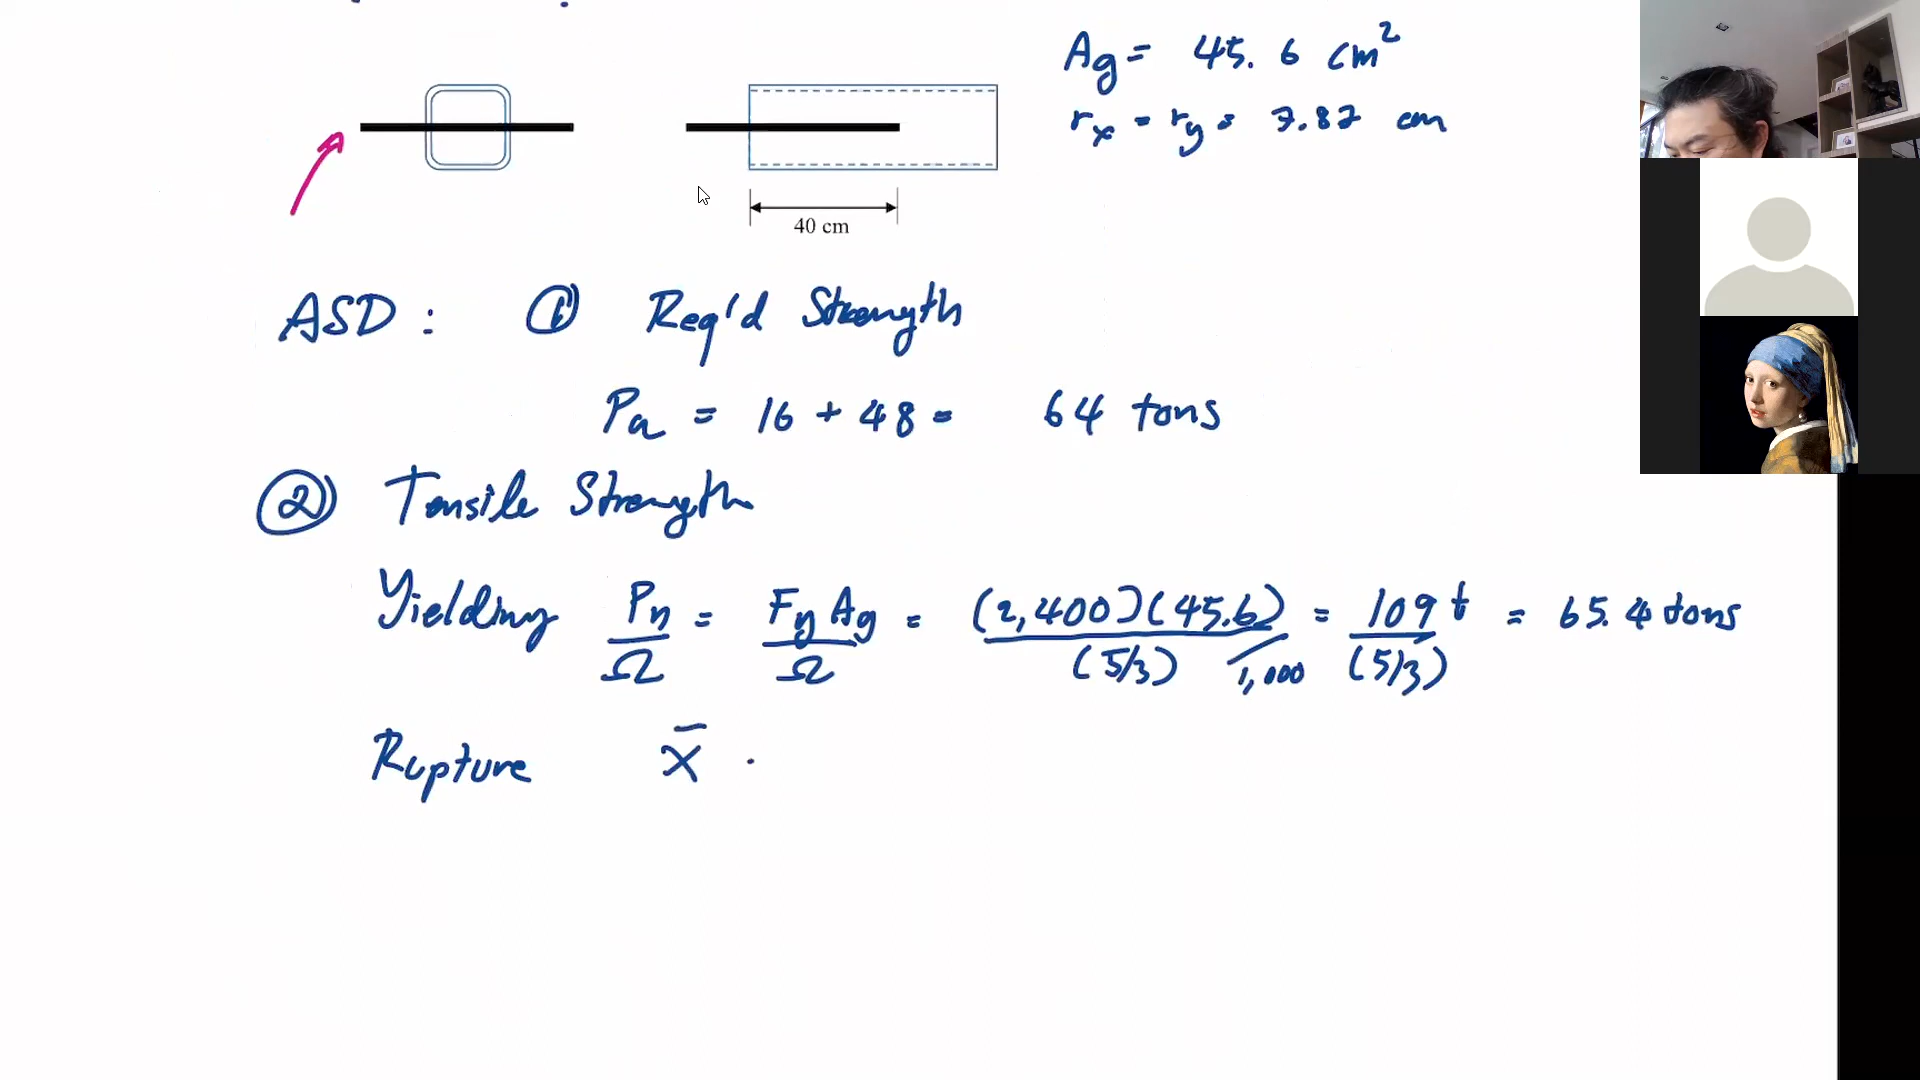 Ag = 45.6 cm²
rx = ry = 7.87 cm
40 cm
ASD : ① Req'd Strength
Pa = 16 + 48 = 64 tons
② Tensile Strength
Yielding Pn/Ω = FyAg/Ω = (2,400)(45.6)/(5/3) /1,000 = 109 t/(5/3) = 65.4 tons
Rupture x̄